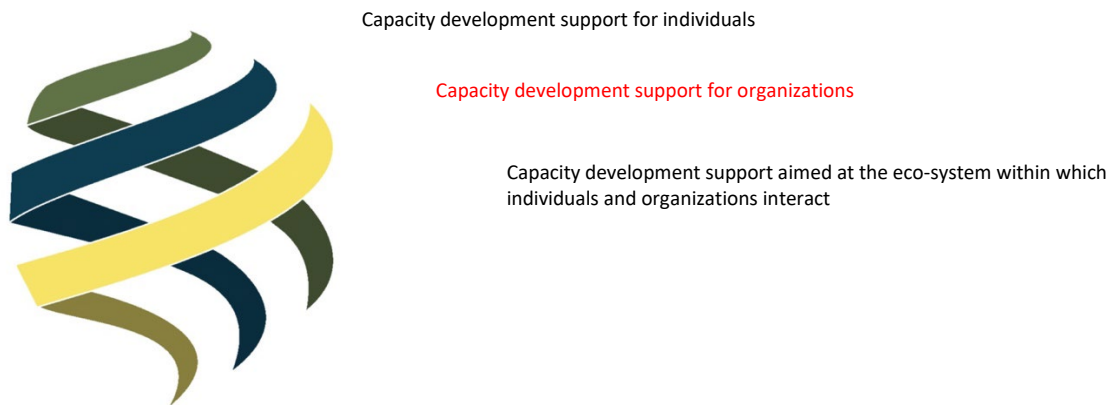 Capacity development support for individuals
Capacity development support for organizations
Capacity development support aimed at the eco-system within which
individuals and organizations interact